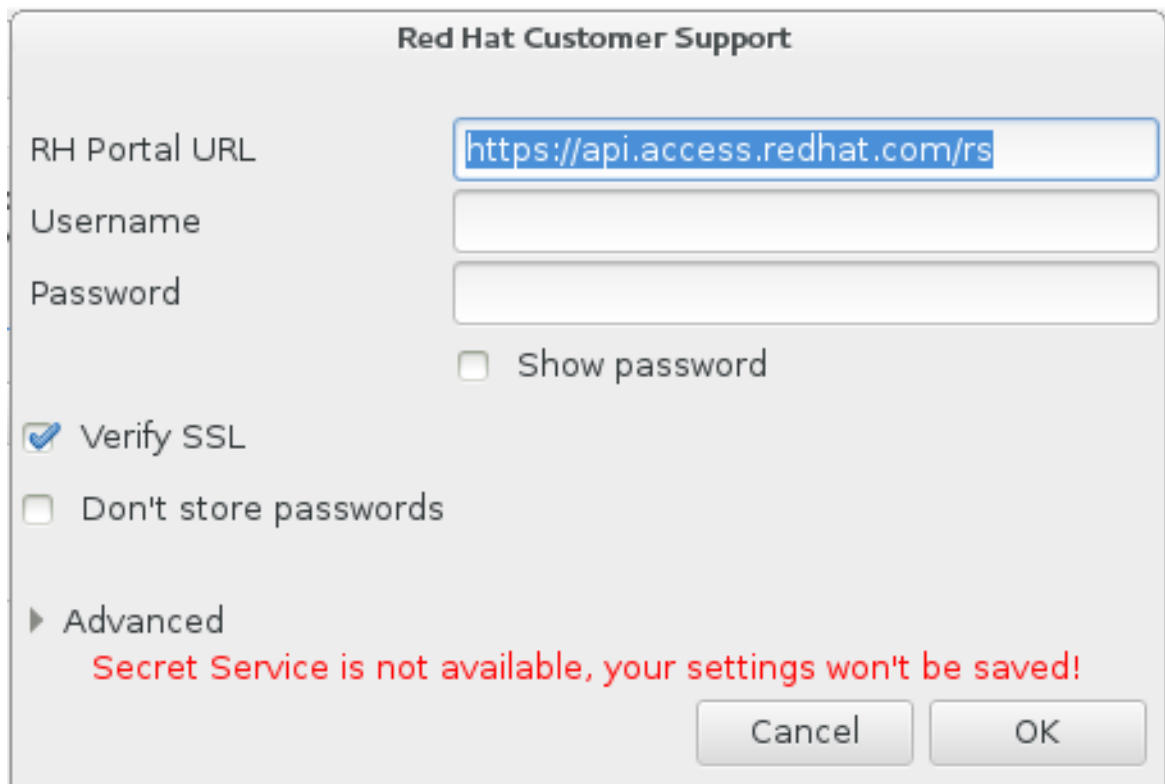 Red Hat Customer Support
RH Portal URL https://api.access.redhat.com/rs
Username
Password
Show password
Verify SSL
Don't store passwords
Advanced
Secret Service is not available, your settings won't be saved!
Cancel OK